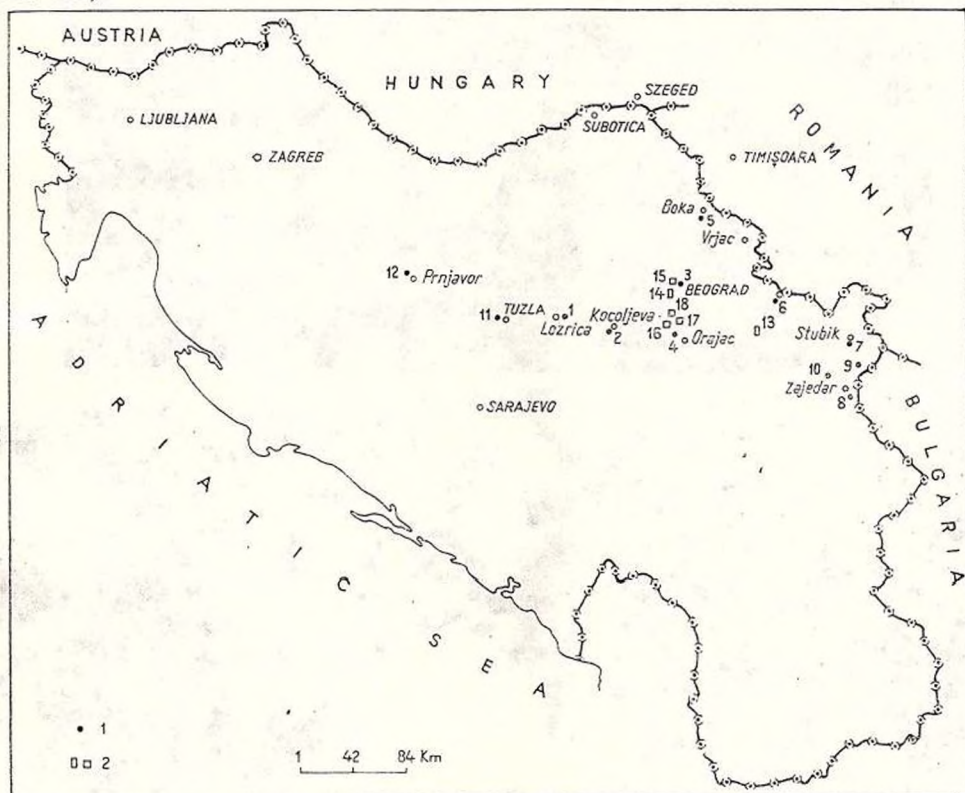 AUSTRIA
HUNGARY
SZEGED
SUBOTICA
ROMANIA
LJUBLJANA
ZAGREB
TIMIȘOARA
Boka
5
Vrjac
12 Prnjavor
15 3
14 BEOGRAD
6
11 TUZLA 1
Lozrica
Kocoljeva
2
18
16 17
4 Orajac
13
Stubik
7
9
10
Zajedar
8
SARAJEVO
BULGARIA
ADRIATIC SEA
1
2
1 42 84 Km